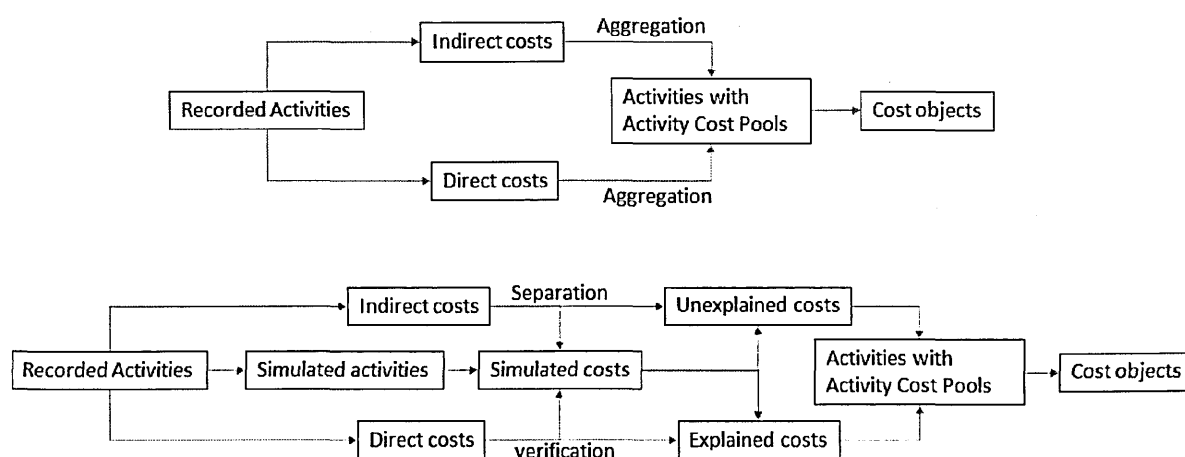 Aggregation
Indirect costs
Recorded Activities
Activities with
Activity Cost Pools
Cost objects
Direct costs
Aggregation
Indirect costs
Separation
Unexplained costs
Recorded Activities
Simulated activities
Simulated costs
Activities with
Activity Cost Pools
Cost objects
Direct costs
verification
Explained costs